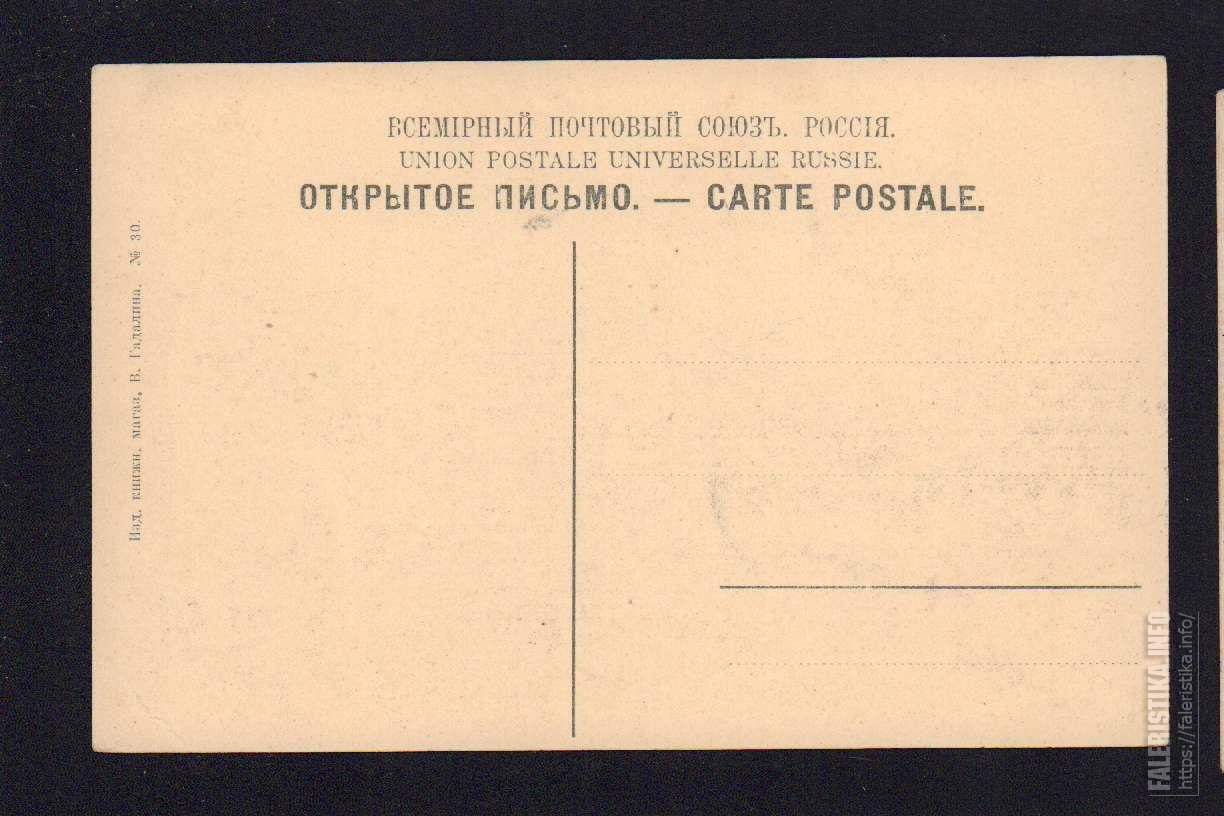 ВСЕМІРНЫЙ ПОЧТОВЫЙ СОЮЗЪ. РОССІЯ.
UNION POSTALE UNIVERSELLE RUSSIE.
ОТКРЫТОЕ ПИСЬМО. — CARTE POSTALE.
Изд. книжн. магаз. В. Гадалина. № 30.
FALERISTIKA.INFO
https://faleristika.info/